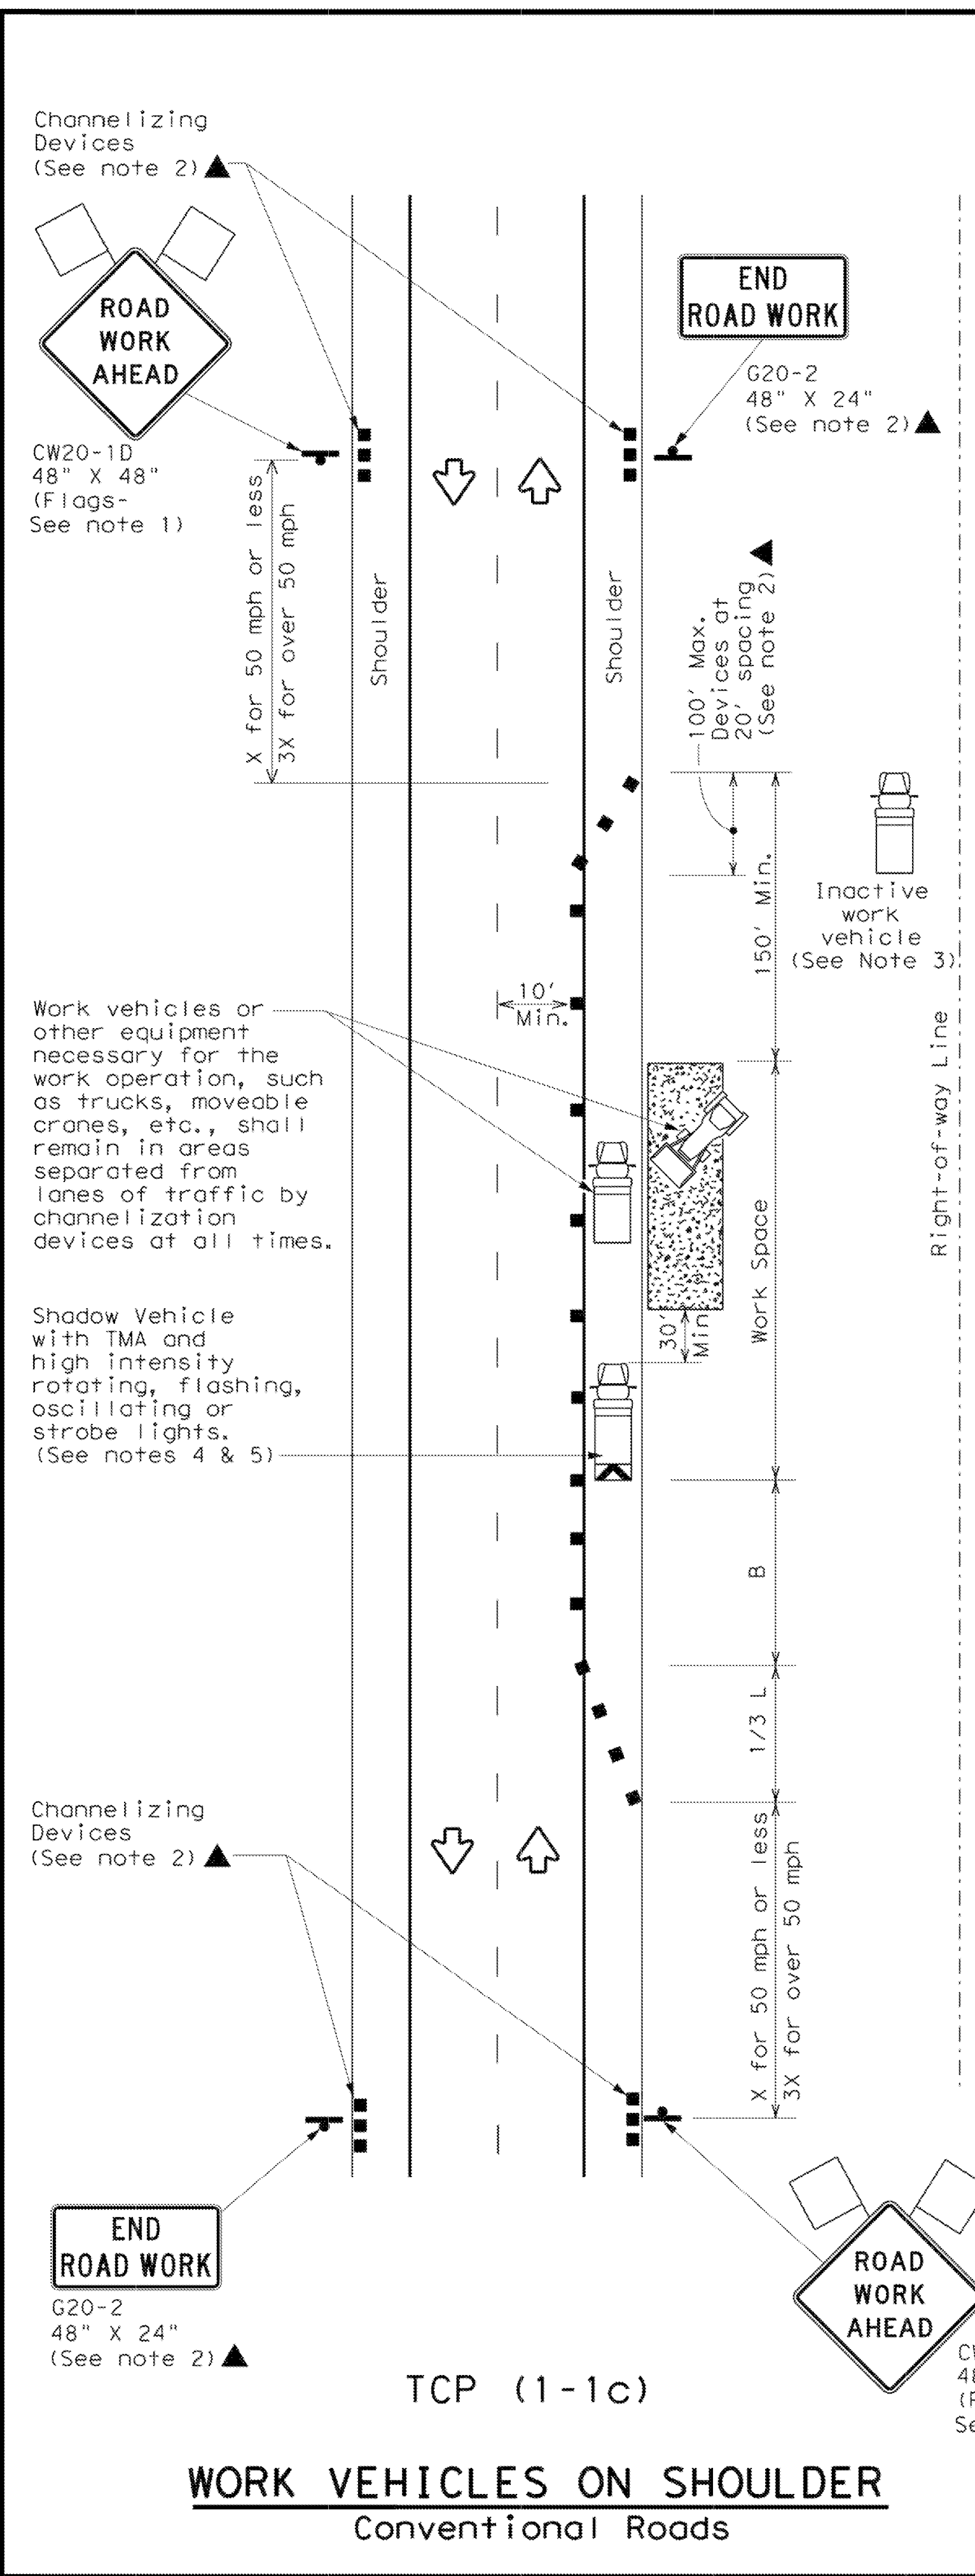 Channelizing
Devices
(See note 2)
ROAD
WORK
AHEAD
CW20-1D
48" X 48"
(Flags-
See note 1)
END
ROAD WORK
G20-2
48" X 24"
(See note 2)
X for 50 mph or less
3X for over 50 mph
Shoulder
Shoulder
100' Max.
Devices at
20' spacing
(See note 2)
150' Min.
Inactive
work
vehicle
(See Note 3)
10'
Min.
Work vehicles or
other equipment
necessary for the
work operation, such
as trucks, moveable
cranes, etc., shall
remain in areas
separated from
lanes of traffic by
channelization
devices at all times.
Right-of-way Line
Work Space
30'
Min
Shadow Vehicle
with TMA and
high intensity
rotating, flashing,
oscillating or
strobe lights.
(See notes 4 & 5)
B
1/3 L
Channelizing
Devices
(See note 2)
X for 50 mph or less
3X for over 50 mph
END
ROAD WORK
G20-2
48" X 24"
(See note 2)
ROAD
WORK
AHEAD
TCP (1-1c)
WORK VEHICLES ON SHOULDER
Conventional Roads